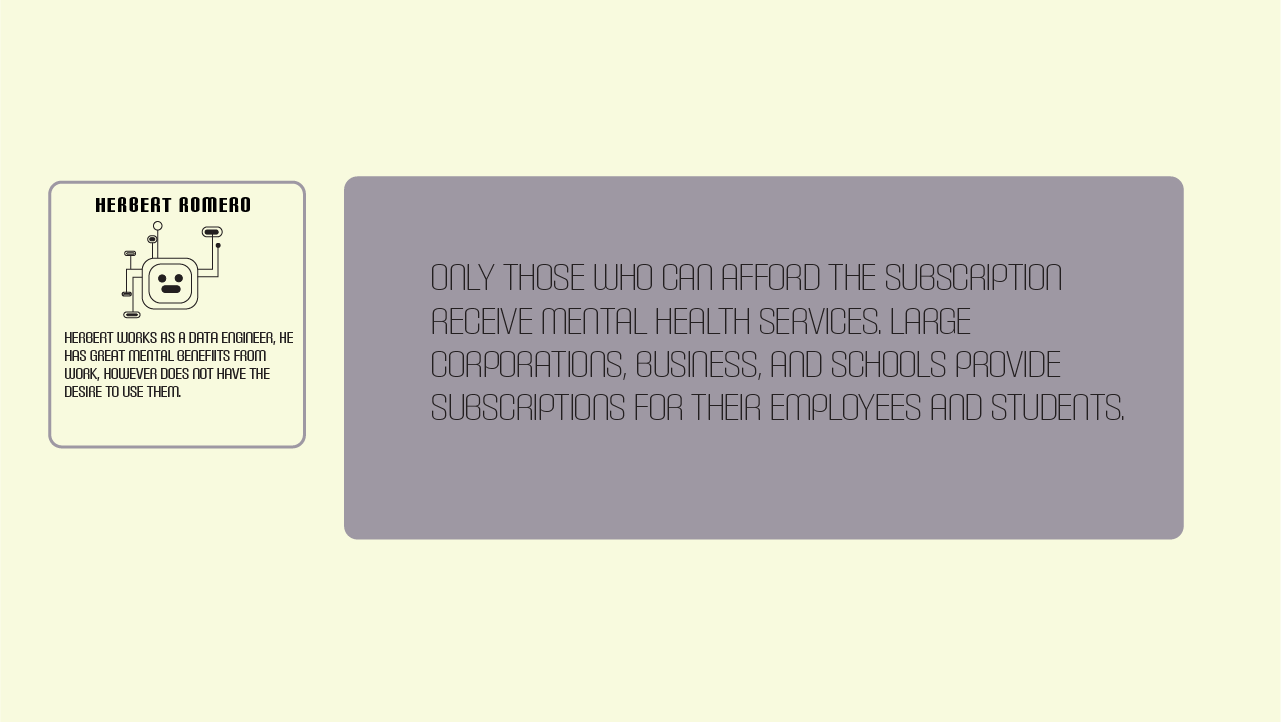 HERBERT ROMERO
HERBERT WORKS AS A DATA ENGINEER, HE
HAS GREAT MENTAL BENEFIITS FROM
WORK, HOWEVER DOES NOT HAVE THE
DESIRE TO USE THEM.
ONLY THOSE WHO CAN AFFORD THE SUBSCRIPTION
RECEIVE MENTAL HEALTH SERVICES. LARGE
CORPORATIONS, BUSINESS, AND SCHOOLS PROVIDE
SUBSCRIPTIONS FOR THEIR EMPLOYEES AND STUDENTS.